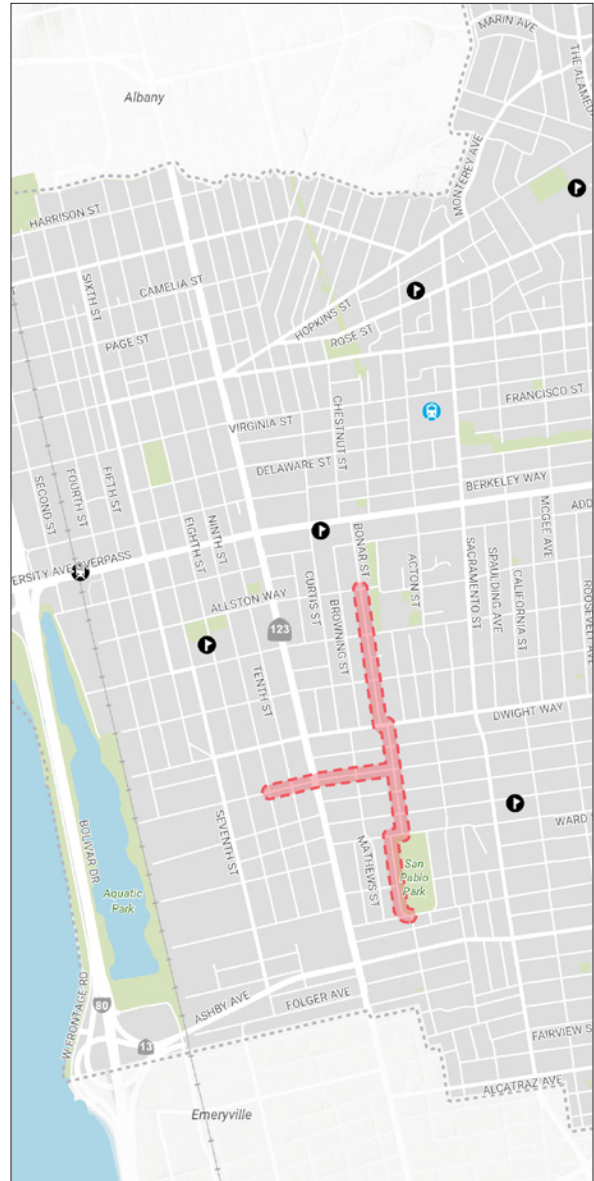 MARIN AVE
THE ALAMEDA
Albany
MONTEREY AVE
HARRISON ST
SIXTH ST
CAMELIA ST
HOPKINS ST
PAGE ST
ROSE ST
FRANCISCO ST
CHESTNUT ST
VIRGINIA ST
DELAWARE ST
BERKELEY WAY
SECOND ST
FOURTH ST
FIFTH ST
MCGEE AVE
ADD
NINTH ST
EIGHTH ST
BONAR ST
ERSITY AVE OVERPASS
ACTON ST
SACRAMENTO ST
SPAULDING AVE
CALIFORNIA ST
ROOSEVELT AVE
ALLSTON WAY
CURTIS ST
BROWNING ST
123
TENTH ST
DWIGHT WAY
SEVENTH ST
WARD
BOLIVAR DR
MATHEWS ST
San
Pablo
Park
Aquatic
Park
W FRONTAGE RD
80
ASHBY AVE
FOLGER AVE
13
FAIRVIEW S
ALCATRAZ AVE
Emeryville